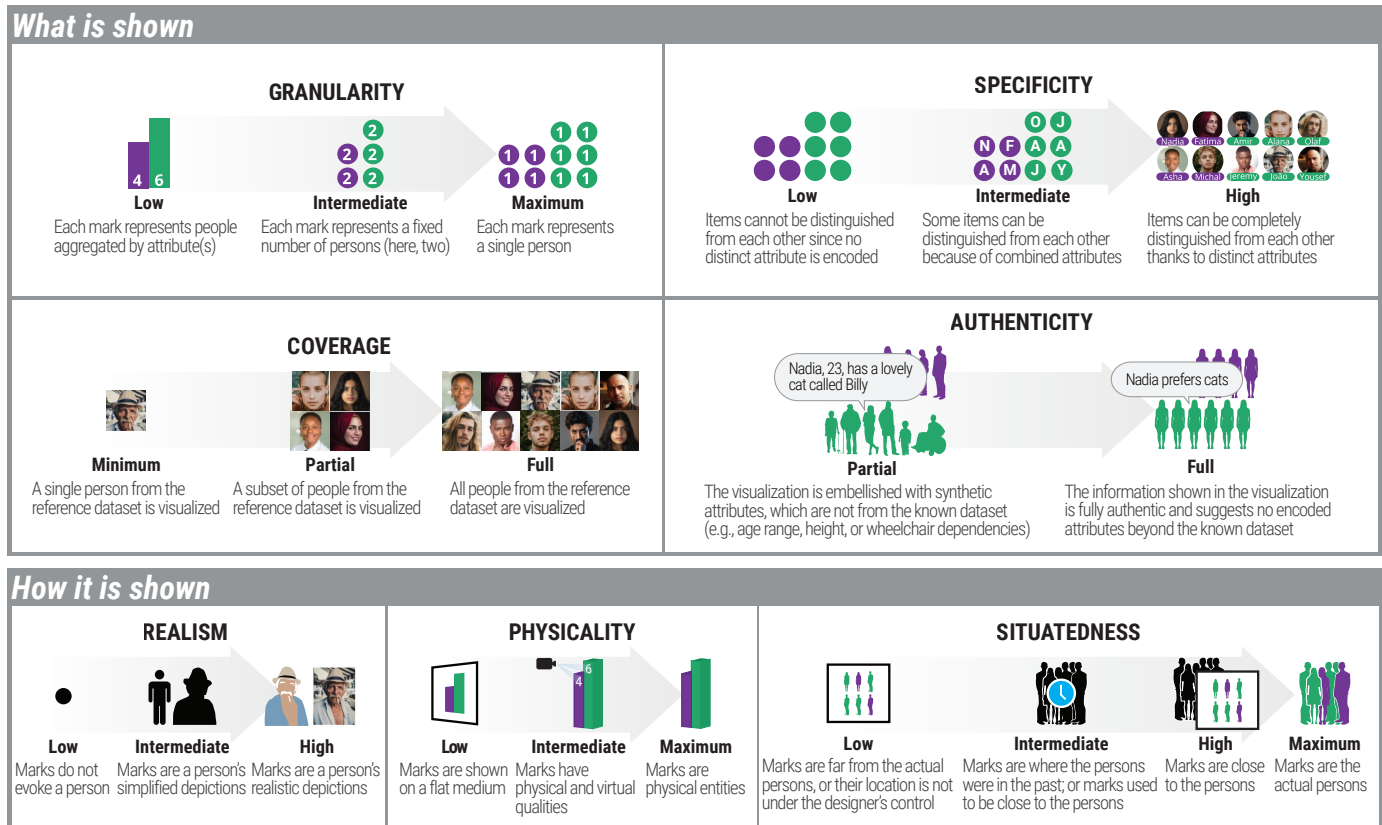 What is shown
GRANULARITY
4 6
2
2 2
2 2
1 1
1 1 1 1
1 1 1 1
Low
Each mark represents people
aggregated by attribute(s)
Intermediate
Each mark represents a fixed
number of persons (here, two)
Maximum
Each mark represents
a single person
SPECIFICITY
O J
N F A A
A M J Y
Nadia Fatima Amir Alana Olaf
Asha Michal Jeremy João Yousef
Low
Items cannot be distinguished
from each other since no
distinct attribute is encoded
Intermediate
Some items can be
distinguished from each other
because of combined attributes
High
Items can be completely
distinguished from each other
thanks to distinct attributes
COVERAGE
Minimum
A single person from the
reference dataset is visualized
Partial
A subset of people from the
reference dataset is visualized
Full
All people from the reference
dataset are visualized
AUTHENTICITY
Nadia, 23, has a lovely
cat called Billy
Partial
The visualization is embellished with synthetic
attributes, which are not from the known dataset
(e.g., age range, height, or wheelchair dependencies)
Nadia prefers cats
Full
The information shown in the visualization
is fully authentic and suggests no encoded
attributes beyond the known dataset
How it is shown
REALISM
Low
Marks do not
evoke a person
Intermediate
Marks are a person's
simplified depictions
High
Marks are a person's
realistic depictions
PHYSICALITY
4 6
Low
Marks are shown
on a flat medium
Intermediate
Marks have
physical and virtual
qualities
Maximum
Marks are
physical entities
SITUATEDNESS
Low
Marks are far from the actual
persons, or their location is not
under the designer's control
Intermediate
Marks are where the persons
were in the past; or marks used
to be close to the persons
High
Marks are close
to the persons
Maximum
Marks are the
actual persons